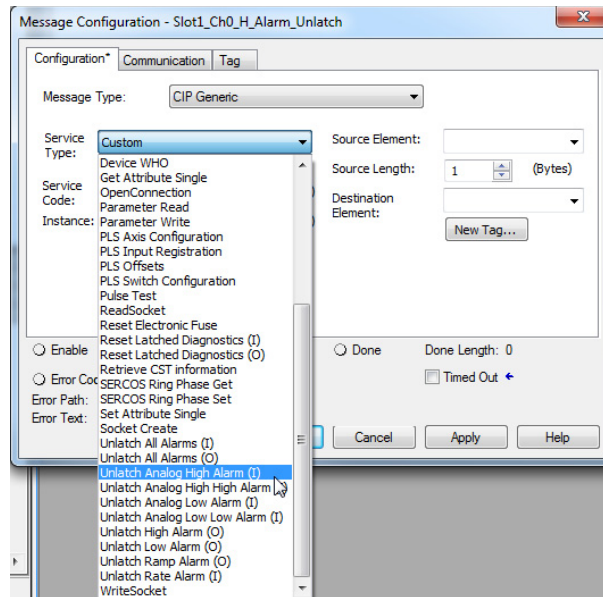 Message Configuration - Slot1_Ch0_H_Alarm_Unlatch
Configuration* Communication Tag
Message Type: CIP Generic
Service Type: Custom
Source Element:
Source Length: 1 (Bytes)
Destination Element:
New Tag...
Service Code:
Instance:
Device WHO
Get Attribute Single
OpenConnection
Parameter Read
Parameter Write
PLS Axis Configuration
PLS Input Registration
PLS Offsets
PLS Switch Configuration
Pulse Test
ReadSocket
Reset Electronic Fuse
Reset Latched Diagnostics (I)
Reset Latched Diagnostics (O)
Retrieve CST information
SERCOS Ring Phase Get
SERCOS Ring Phase Set
Set Attribute Single
Socket Create
Unlatch All Alarms (I)
Unlatch All Alarms (O)
Unlatch Analog High Alarm (I)
Unlatch Analog High High Alarm
Unlatch Analog Low Alarm (I)
Unlatch Analog Low Low Alarm (I)
Unlatch High Alarm (O)
Unlatch Low Alarm (O)
Unlatch Ramp Alarm (O)
Unlatch Rate Alarm (I)
WriteSocket
Enable
Done
Done Length: 0
Error
Timed Out
Error Path:
Error Text:
Cancel Apply Help